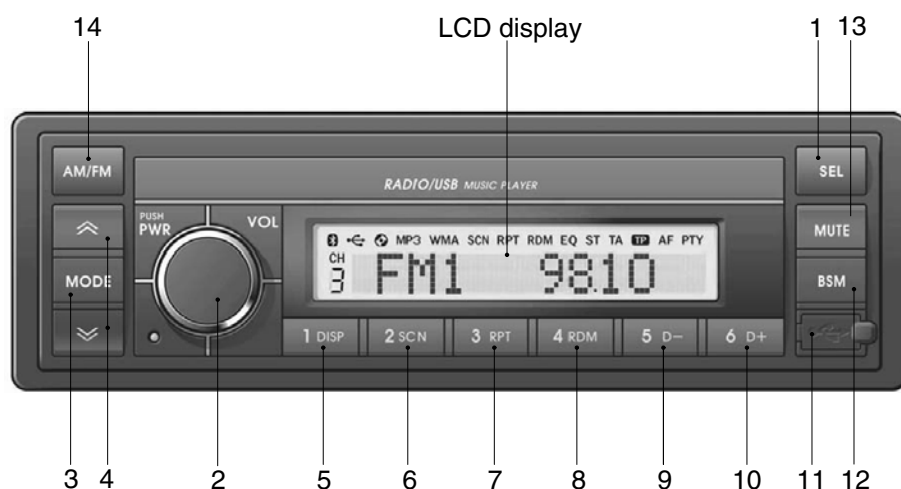 14 LCD display 1 13
AM/FM RADIO/USB MUSIC PLAYER SEL
PUSH
PWR VOL MUTE
MP3 WMA SCN RPT RDM EQ ST TA TP AF PTY
CH
3 FM1 98.10
MODE BSM
1 DISP 2 SCN 3 RPT 4 RDM 5 D- 6 D+
3 4 2 5 6 7 8 9 10 11 12